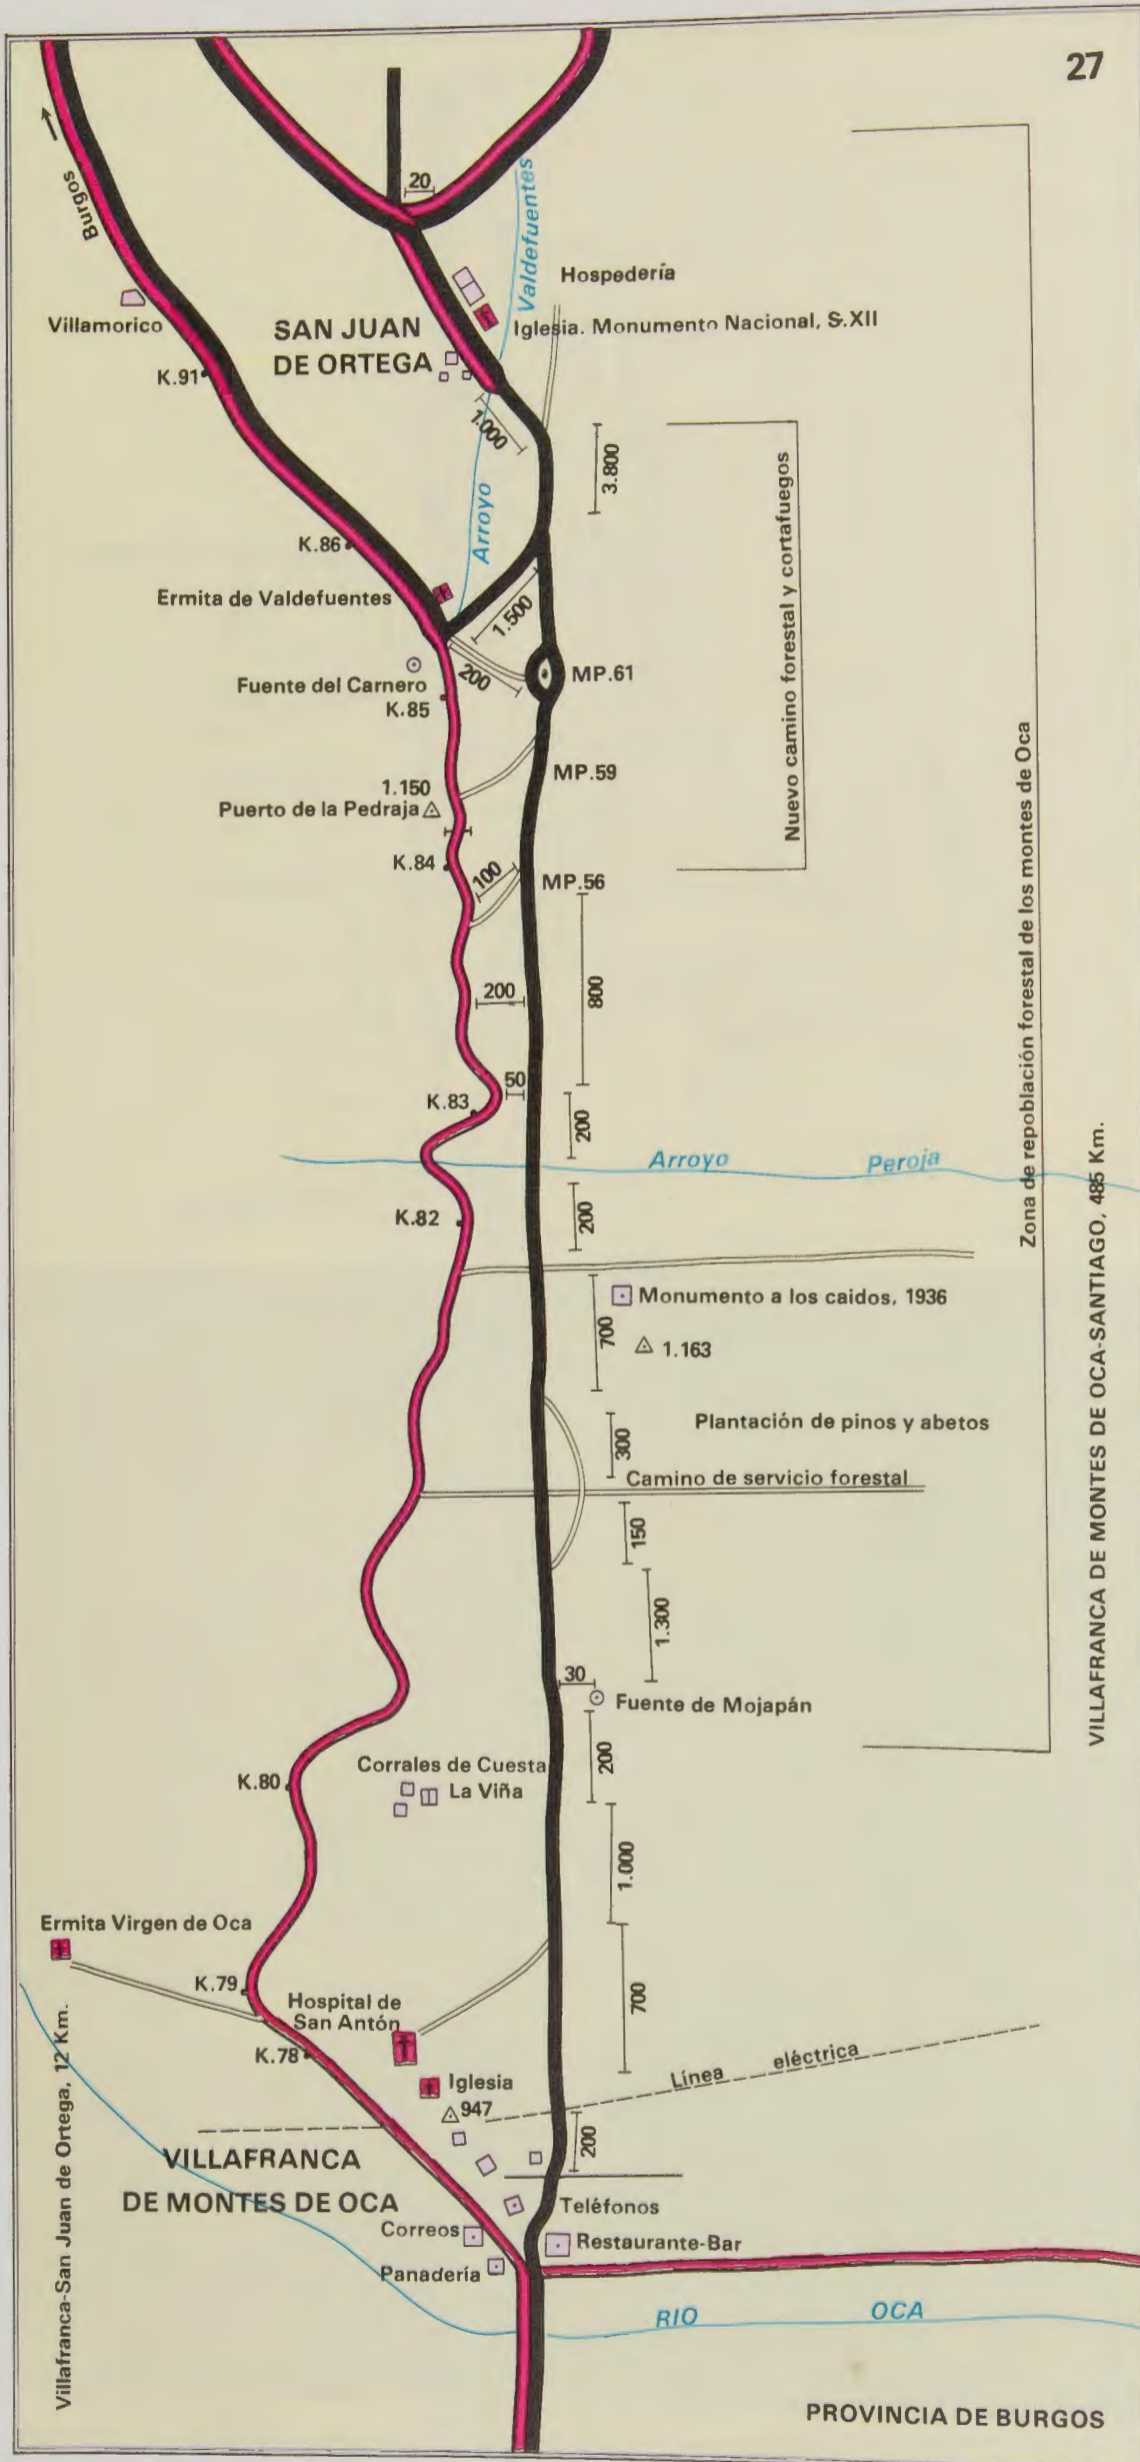 27
20
Burgos
Valdefuentes
Hospedería
Villamorico
SAN JUAN
DE ORTEGA
Iglesia. Monumento Nacional, S.XII
K.91
1.000
3.800
Arroyo
K.86
Ermita de Valdefuentes
1.500
Nuevo camino forestal y cortafuegos
200
MP.61
Fuente del Carnero
K.85
MP.59
1.150
Puerto de la Pedraja
K.84
100
MP.56
Zona de repoblación forestal de los montes de Oca
200
800
50
K.83
200
Arroyo Peroja
K.82
200
Monumento a los caidos, 1936
700
1.163
Plantación de pinos y abetos
300
Camino de servicio forestal
150
1.300
VILLAFRANCA DE MONTES DE OCA-SANTIAGO, 485 Km.
30
Fuente de Mojapán
200
Corrales de Cuesta
La Viña
K.80
1.000
Ermita Virgen de Oca
K.79
700
Hospital de
San Antón
K.78
Iglesia
947
Línea eléctrica
200
Villafranca-San Juan de Ortega, 12 Km.
VILLAFRANCA
DE MONTES DE OCA
Teléfonos
Correos
Restaurante-Bar
Panadería
RIO OCA
PROVINCIA DE BURGOS